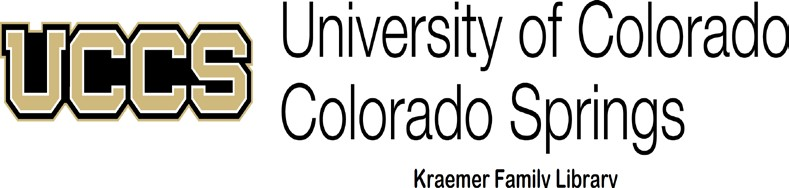 UCCS
University of Colorado
Colorado Springs
Kraemer Family Library